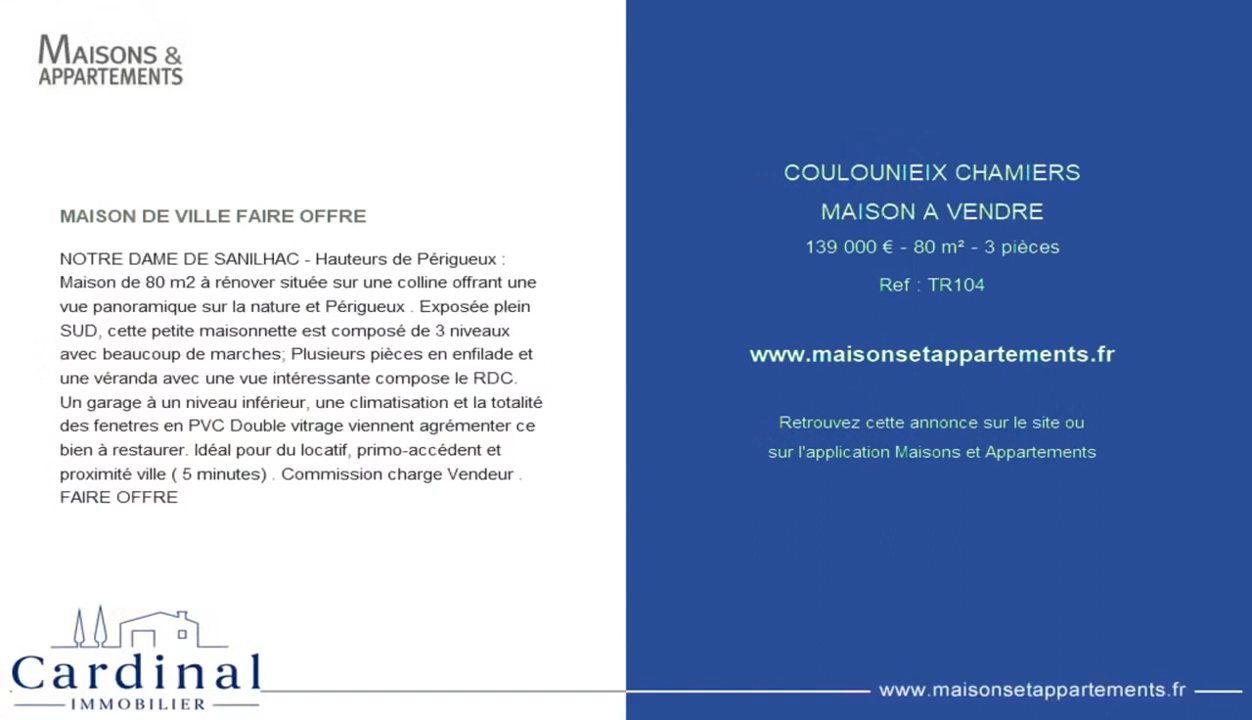 MAISONS &
APPARTEMENTS
MAISON DE VILLE FAIRE OFFRE
NOTRE DAME DE SANILHAC - Hauteurs de Périgueux :
Maison de 80 m2 à rénover située sur une colline offrant une
vue panoramique sur la nature et Périgueux . Exposée plein
SUD, cette petite maisonnette est composé de 3 niveaux
avec beaucoup de marches; Plusieurs pièces en enfilade et
une véranda avec une vue intéressante compose le RDC.
Un garage à un niveau inférieur, une climatisation et la totalité
des fenetres en PVC Double vitrage viennent agrémenter ce
bien à restaurer. Idéal pour du locatif, primo-accédent et
proximité ville ( 5 minutes) . Commission charge Vendeur .
FAIRE OFFRE
Cardinal
IMMOBILIER
COULOUNIEIX CHAMIERS
MAISON A VENDRE
139 000 € - 80 m² - 3 pièces
Ref : TR104
www.maisonsetappartements.fr
Retrouvez cette annonce sur le site ou
sur l'application Maisons et Appartements
www.maisonsetappartements.fr